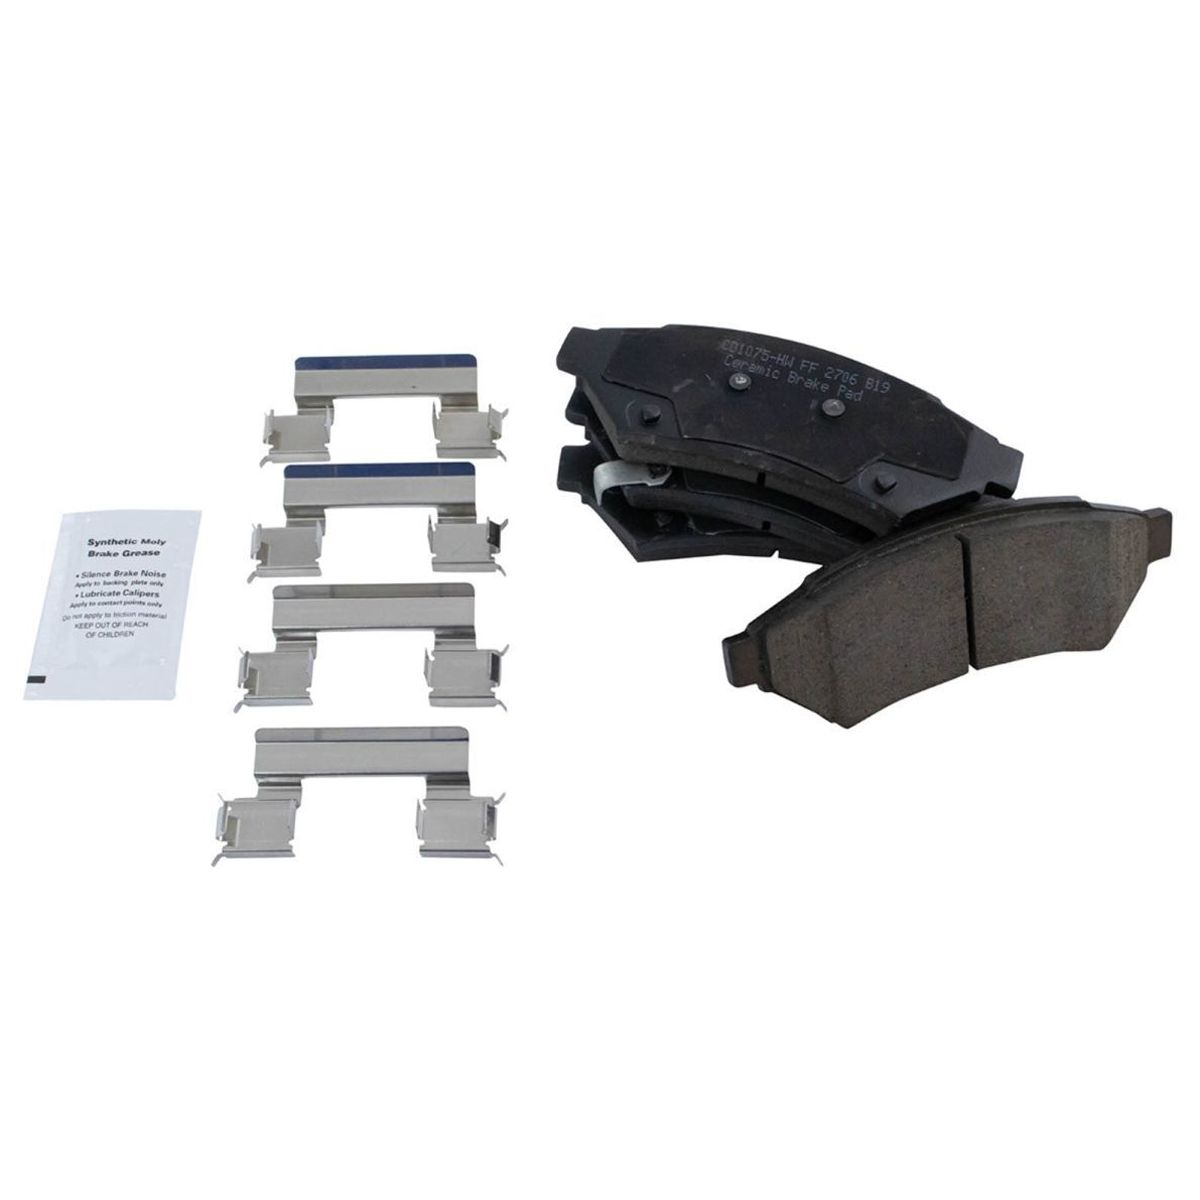 CD1075-HW FF 2706 B19
Ceramic Brake Pad
Synthetic Moly
Brake Grease
• Silence Brake Noise
Apply to backing plate only
• Lubricate Calipers
Apply to contact points only
Do not apply to friction material
KEEP OUT OF REACH
OF CHILDREN